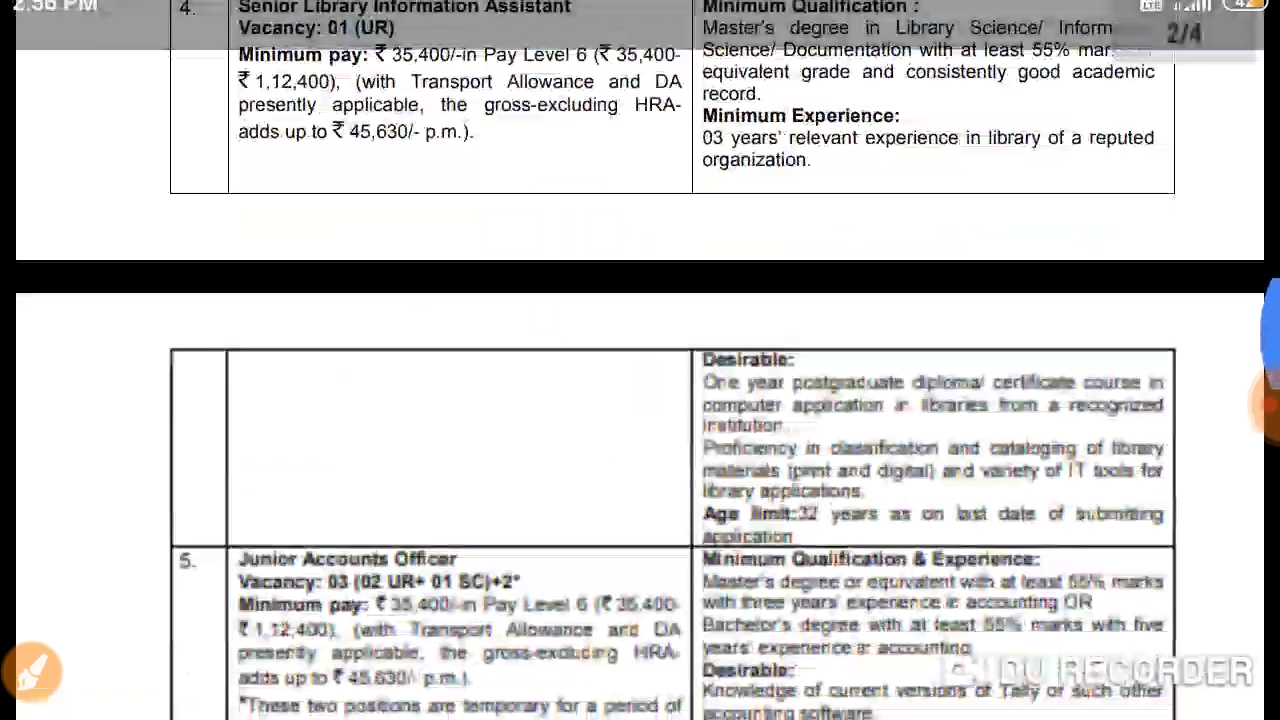 2:56 PM
2/4
4.
Senior Library Information Assistant
Vacancy: 01 (UR)
Minimum pay: ₹ 35,400/-in Pay Level 6 (₹ 35,400-
₹ 1,12,400), (with Transport Allowance and DA
presently applicable, the gross-excluding HRA-
adds up to ₹ 45,630/- p.m.).
Minimum Qualification :
Master's degree in Library Science/ Inform
Science/ Documentation with at least 55% mar
equivalent grade and consistently good academic
record.
Minimum Experience:
03 years' relevant experience in library of a reputed
organization.
Desirable:
One year postgraduate diploma/ certificate course in
computer application in libraries from a recognized
institution.
Proficiency in classification and cataloging of library
materials (print and digital) and variety of IT tools for
library applications.
Age limit:32 years as on last date of submitting
application
5.
Junior Accounts Officer
Vacancy: 03 (02 UR+ 01 SC)+2*
Minimum pay: ₹ 35,400/-in Pay Level 6 (₹ 35,400-
₹ 1,12,400), (with Transport Allowance and DA
presently applicable, the gross-excluding HRA-
adds up to ₹ 45,630/- p.m.).
*These two positions are temporary for a period of
Minimum Qualification & Experience:
Master's degree or equivalent with at least 55% marks
with three years' experience in accounting OR
Bachelor's degree with at least 55% marks with five
years' experience in accounting.
Desirable:
Knowledge of current versions of Tally or such other
accounting software.
DU RECORDER